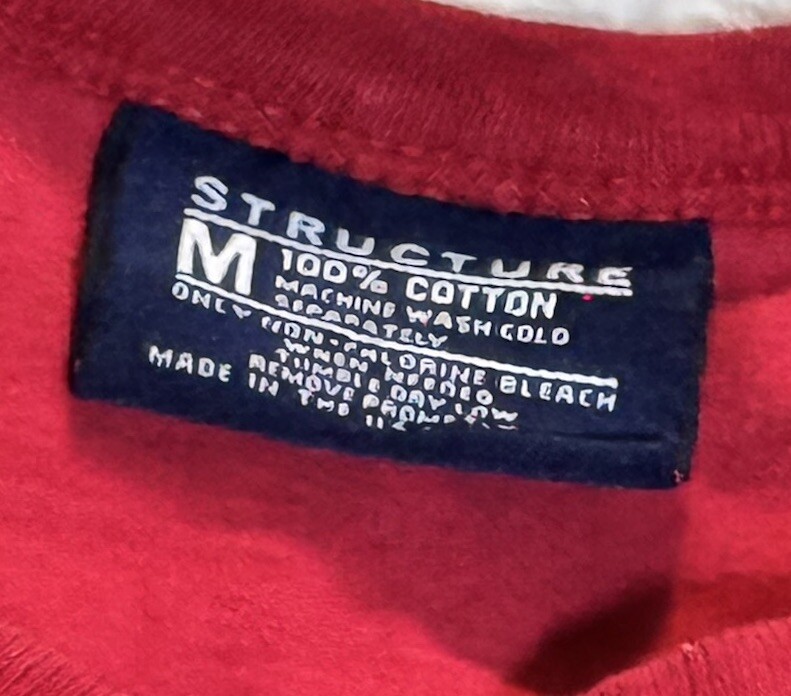 STRUCTURE
M 100% COTTON
MACHINE WASH COLD
SEPARATELY
ONLY NON-CHLORINE BLEACH
WHEN NEEDED
TUMBLE DRY LOW
REMOVE
MADE IN THE